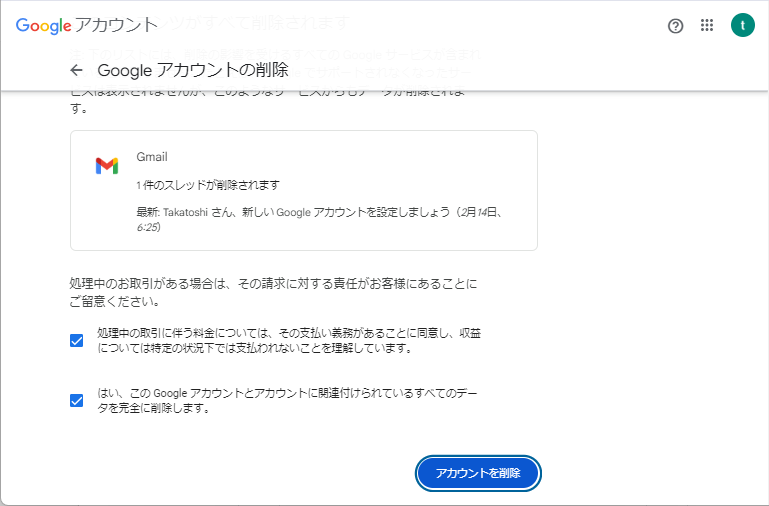 Google アカウント
t
Google アカウントの削除
ビスは表示されませんが、どのようなサービスからもデータが削除されま
す。
Gmail
1 件のスレッドが削除されます
最新: Takatoshi さん、新しい Google アカウントを設定しましょう（2月14日、
6:25）
処理中のお取引がある場合は、その請求に対する責任がお客様にあることに
ご留意ください。
処理中の取引に伴う料金については、その支払い義務があることに同意し、収益
については特定の状況下では支払われないことを理解しています。
はい、この Google アカウントとアカウントに関連付けられているすべてのデー
タを完全に削除します。
アカウントを削除